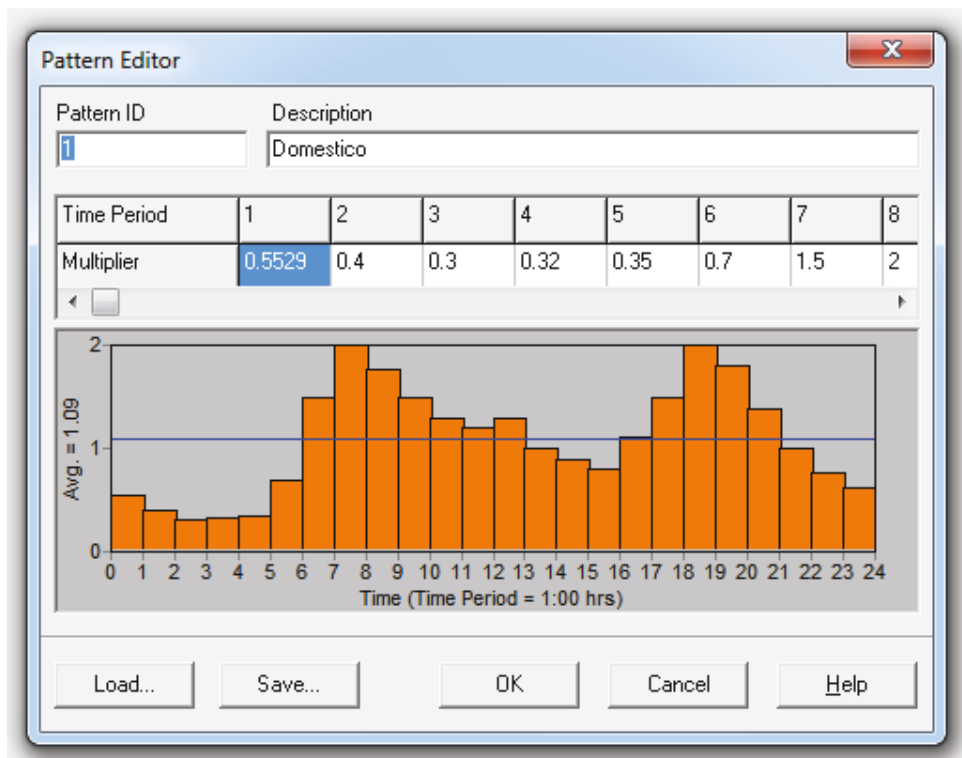 Pattern Editor
Pattern ID Description
1 Domestico
Time Period 1 2 3 4 5 6 7 8
Multiplier 0.5529 0.4 0.3 0.32 0.35 0.7 1.5 2
2
1
0
Avg. = 1.09
0 1 2 3 4 5 6 7 8 9 10 11 12 13 14 15 16 17 18 19 20 21 22 23 24
Time (Time Period = 1:00 hrs)
Load... Save... OK Cancel Help